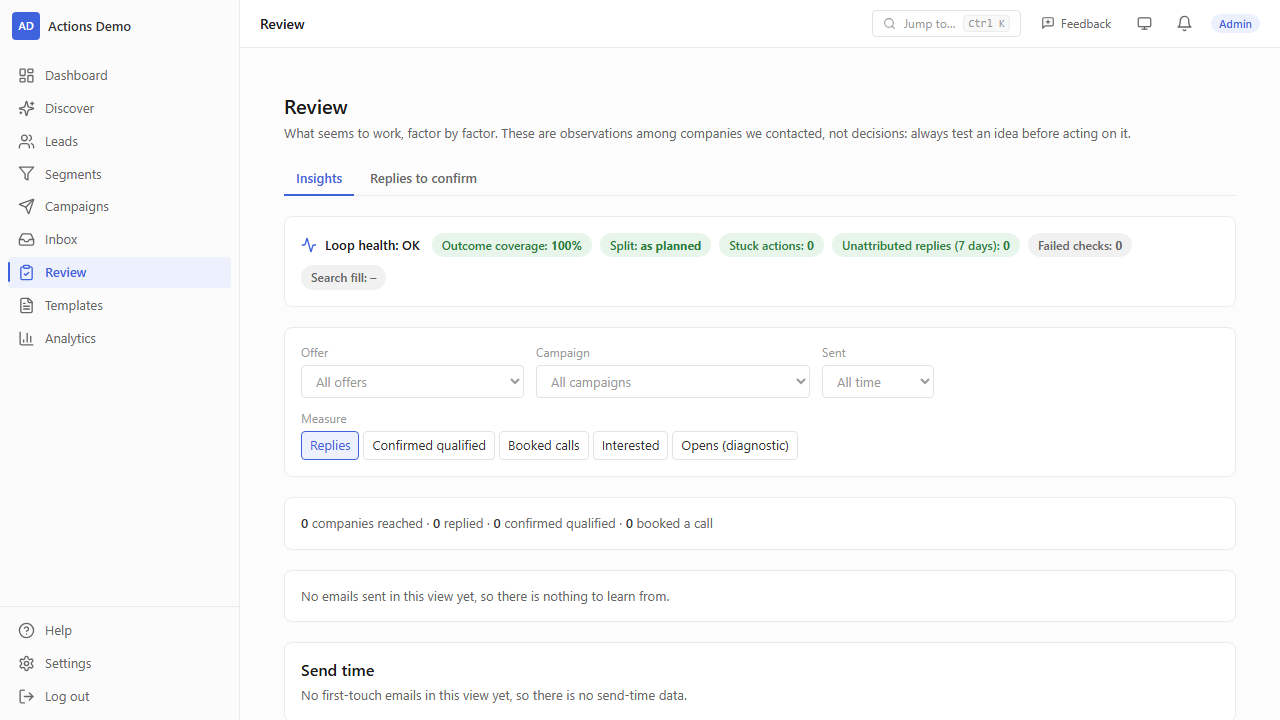 AD Actions Demo
Review
Jump to... Ctrl K
Feedback
Admin
Dashboard
Discover
Leads
Segments
Campaigns
Inbox
Review
Templates
Analytics
Help
Settings
Log out
Review
What seems to work, factor by factor. These are observations among companies we contacted, not decisions: always test an idea before acting on it.
Insights Replies to confirm
Loop health: OK Outcome coverage: 100% Split: as planned Stuck actions: 0 Unattributed replies (7 days): 0 Failed checks: 0
Search fill: –
Offer Campaign Sent
All offers All campaigns All time
Measure
Replies Confirmed qualified Booked calls Interested Opens (diagnostic)
0 companies reached · 0 replied · 0 confirmed qualified · 0 booked a call
No emails sent in this view yet, so there is nothing to learn from.
Send time
No first-touch emails in this view yet, so there is no send-time data.